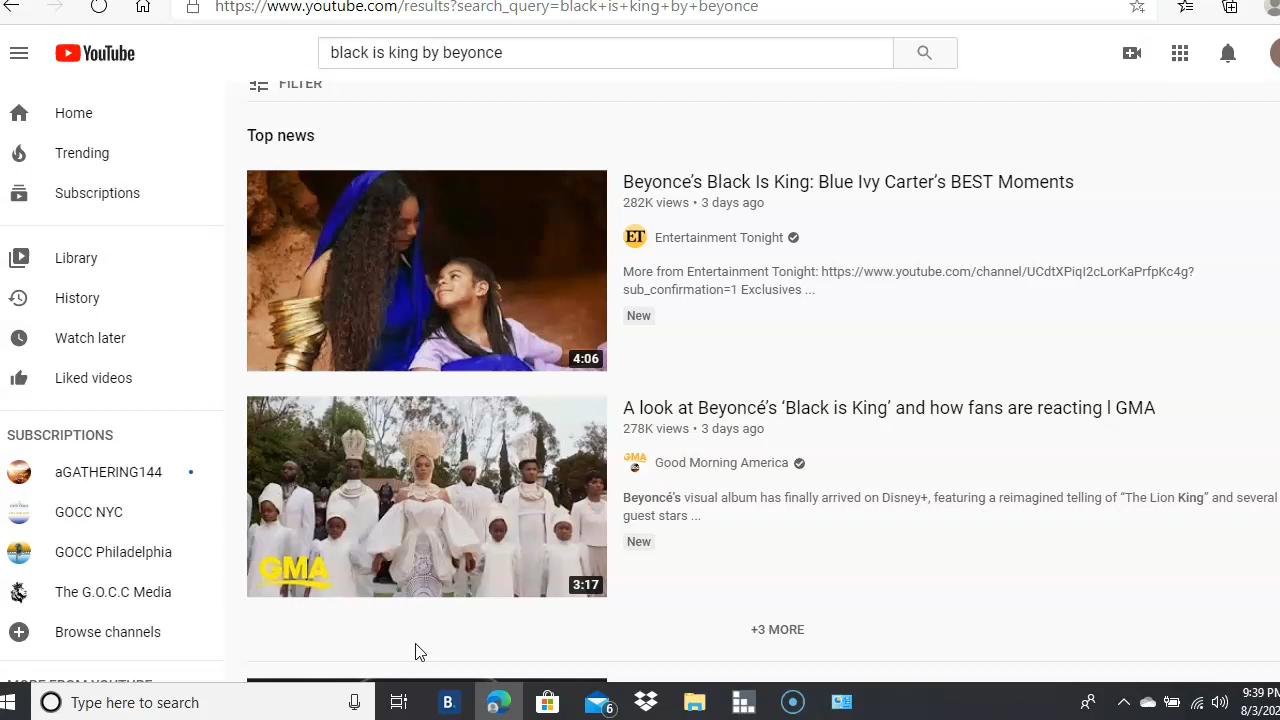 https://www.youtube.com/results?search_query=black+is+king+by+beyonce
YouTube
black is king by beyonce
FILTER
Home
Trending
Subscriptions
Library
History
Watch later
Liked videos
SUBSCRIPTIONS
aGATHERING144
GOCC NYC
GOCC Philadelphia
The G.O.C.C Media
Browse channels
Top news
4:06
Beyonce's Black Is King: Blue Ivy Carter's BEST Moments
282K views • 3 days ago
ET Entertainment Tonight
More from Entertainment Tonight: https://www.youtube.com/channel/UCdtXPiqI2cLorKaPrfpKc4g?
sub_confirmation=1 Exclusives ...
New
GMA
3:17
A look at Beyoncé's ‘Black is King’ and how fans are reacting l GMA
278K views • 3 days ago
GMA Good Morning America
Beyoncé's visual album has finally arrived on Disney+, featuring a reimagined telling of “The Lion King” and several
guest stars ...
New
+3 MORE
Type here to search
B.
6
9:39 PM